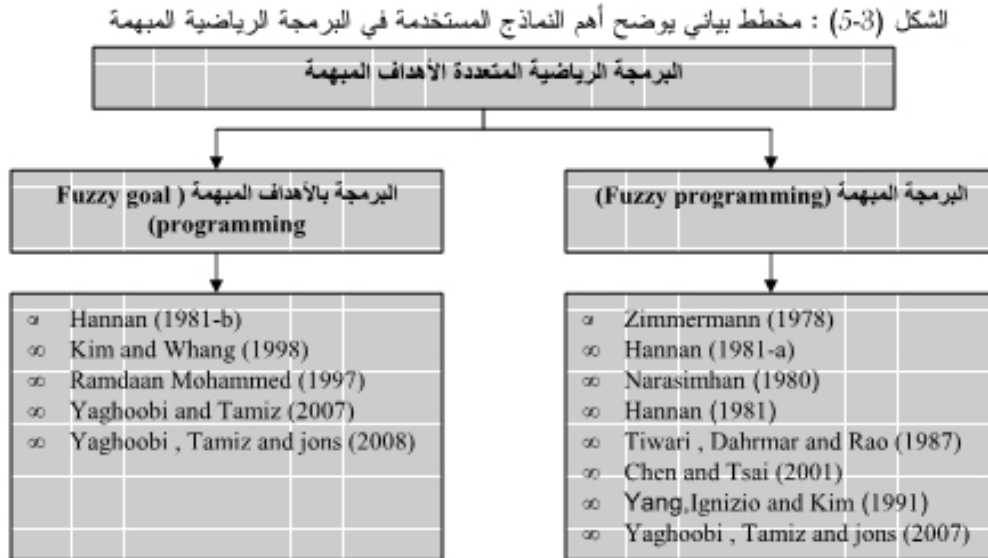 الشكل (3-5) : مخطط بياني يوضح أهم النماذج المستخدمة في البرمجة الرياضية المبهمة
البرمجة الرياضية المتعددة الأهداف المبهمة
البرمجة المبهمة (Fuzzy programming)
∞ Zimmermann (1978)
∞ Hannan (1981-a)
∞ Narasimhan (1980)
∞ Hannan (1981)
∞ Tiwari , Dahrmar and Rao (1987)
∞ Chen and Tsai (2001)
∞ Yang,Ignizio and Kim (1991)
∞ Yaghoobi , Tamiz and jons (2007)
البرمجة بالأهداف المبهمة ( Fuzzy goal
programming)
∞ Hannan (1981-b)
∞ Kim and Whang (1998)
∞ Ramdaan Mohammed (1997)
∞ Yaghoobi and Tamiz (2007)
∞ Yaghoobi , Tamiz and jons (2008)